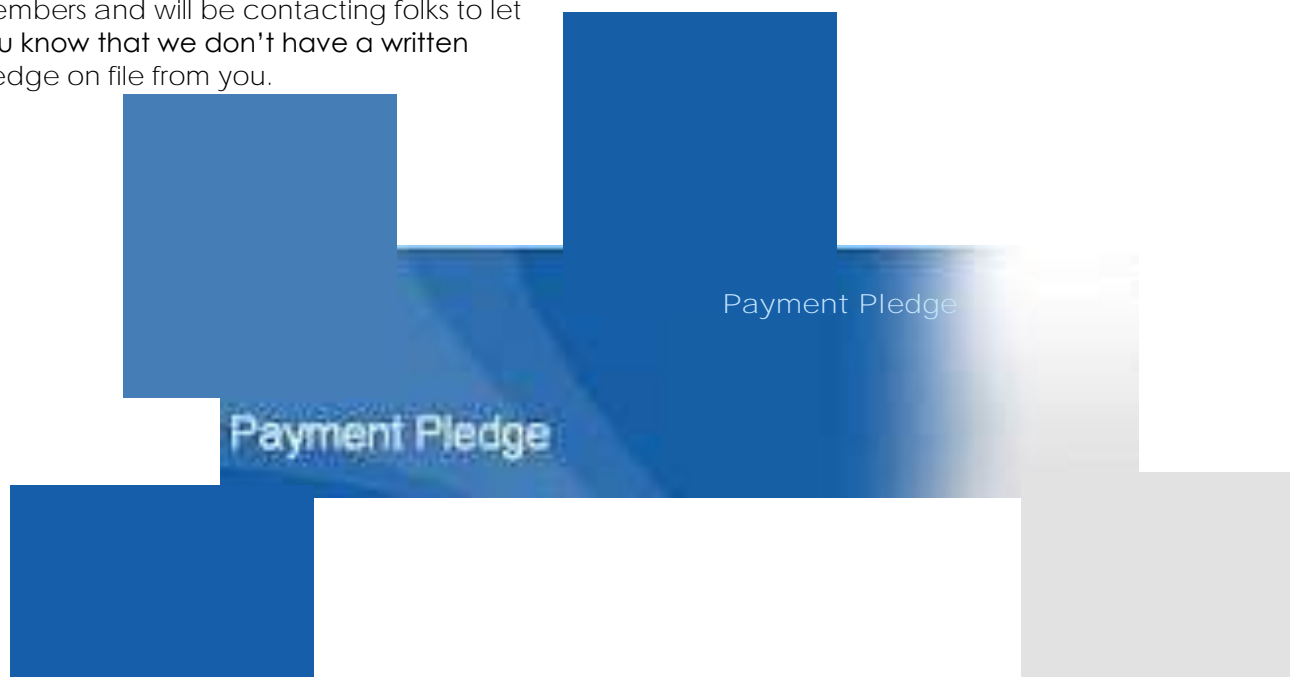 embers and will be contacting folks to let
u know that we don’t have a written
edge on file from you.
Payment Pledge
Payment Pledge